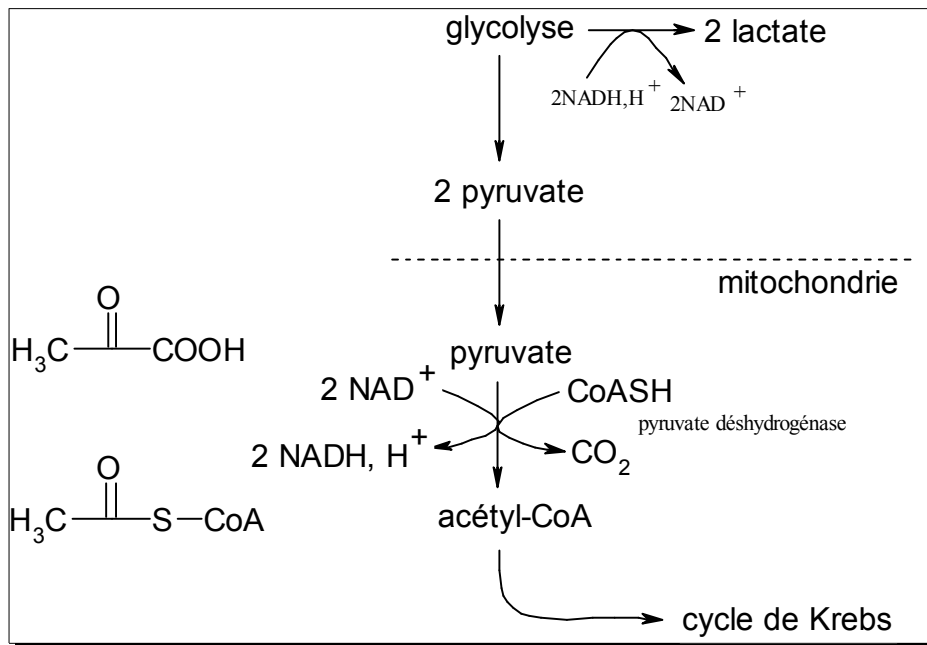 glycolyse 2 lactate
2NADH,H+ 2NAD+
2 pyruvate
mitochondrie
O
H3C COOH
pyruvate
2 NAD+ CoASH
pyruvate déshydrogénase
2 NADH, H+ CO2
O
H3C S CoA
acétyl-CoA
cycle de Krebs